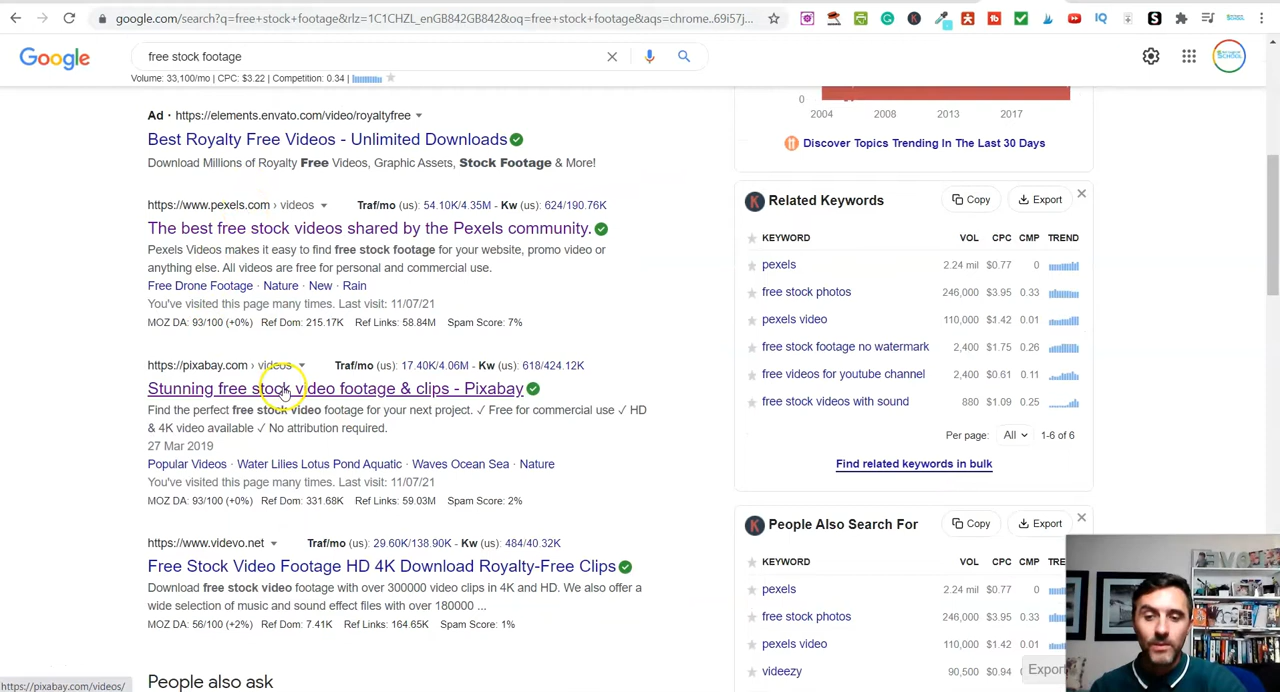 google.com/search?q=free+stock+footage&rlz=1C1CHZL_enGB842GB842&oq=free+stock+footage&aqs=chrome..69i57j...
Google
free stock footage
Volume: 33,100/mo | CPC: $3.22 | Competition: 0.34 |
Ad · https://elements.envato.com/video/royaltyfree
Best Royalty Free Videos - Unlimited Downloads
Download Millions of Royalty Free Videos, Graphic Assets, Stock Footage & More!
https://www.pexels.com › videos Traf/mo (us): 54.10K/4.35M - Kw (us): 624/190.76K
The best free stock videos shared by the Pexels community.
Pexels Videos makes it easy to find free stock footage for your website, promo video or
anything else. All videos are free for personal and commercial use.
Free Drone Footage · Nature · New · Rain
You've visited this page many times. Last visit: 11/07/21
MOZ DA: 93/100 (+0%) Ref Dom: 215.17K Ref Links: 58.84M Spam Score: 7%
https://pixabay.com › videos Traf/mo (us): 17.40K/4.06M - Kw (us): 618/424.12K
Stunning free stock video footage & clips - Pixabay
Find the perfect free stock video footage for your next project. ✓ Free for commercial use ✓ HD
& 4K video available ✓ No attribution required.
27 Mar 2019
Popular Videos · Water Lilies Lotus Pond Aquatic · Waves Ocean Sea · Nature
You've visited this page many times. Last visit: 11/07/21
MOZ DA: 93/100 (+0%) Ref Dom: 331.68K Ref Links: 59.03M Spam Score: 2%
https://www.videvo.net Traf/mo (us): 29.60K/138.90K - Kw (us): 484/40.32K
Free Stock Video Footage HD 4K Download Royalty-Free Clips
Download free stock video footage with over 300000 video clips in 4K and HD. We also offer a
wide selection of music and sound effect files with over 180000 ...
MOZ DA: 56/100 (+2%) Ref Dom: 7.41K Ref Links: 164.65K Spam Score: 1%
People also ask
https://pixabay.com/videos/
0
2004 2008 2013 2017
Discover Topics Trending In The Last 30 Days
Related Keywords Copy Export
KEYWORD VOL CPC CMP TREND
pexels 2.24 mil $0.77 0
free stock photos 246,000 $3.95 0.33
pexels video 110,000 $1.42 0.01
free stock footage no watermark 2,400 $1.75 0.26
free videos for youtube channel 2,400 $0.61 0.11
free stock videos with sound 880 $1.09 0.25
Per page: All 1-6 of 6
Find related keywords in bulk
People Also Search For Copy Export
KEYWORD VOL CPC CMP TRE
pexels 2.24 mil $0.77 0
free stock photos 246,000 $3.95 0.33
pexels video 110,000 $1.42 0.01
videezy 90,500 $0.94
Export